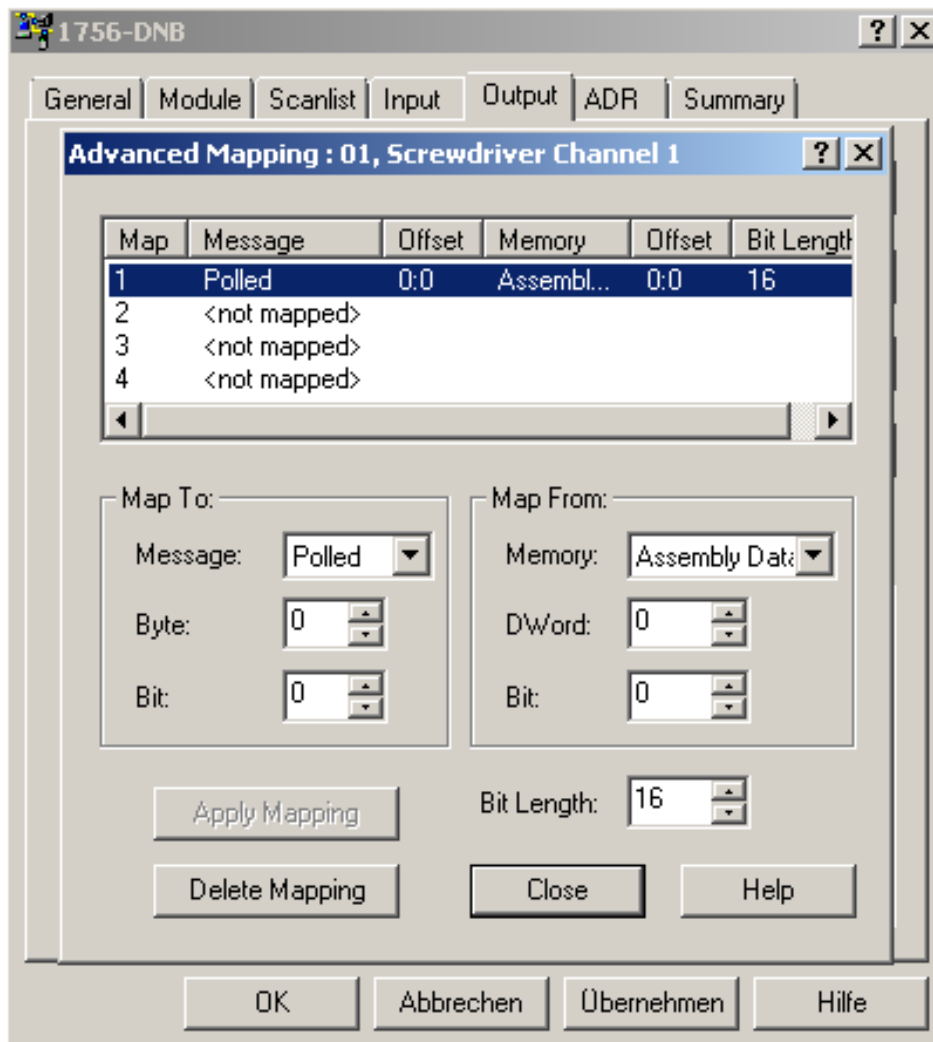 1756-DNB ? X
General Module Scanlist Input Output ADR Summary
Advanced Mapping : 01, Screwdriver Channel 1 ? X
Map Message Offset Memory Offset Bit Length
1 Polled 0:0 Assembl... 0:0 16
2 <not mapped>
3 <not mapped>
4 <not mapped>
Map To: Map From:
Message: Polled Memory: Assembly Data
Byte: 0 DWord: 0
Bit: 0 Bit: 0
Apply Mapping Bit Length: 16
Delete Mapping Close Help
OK Abbrechen Übernehmen Hilfe